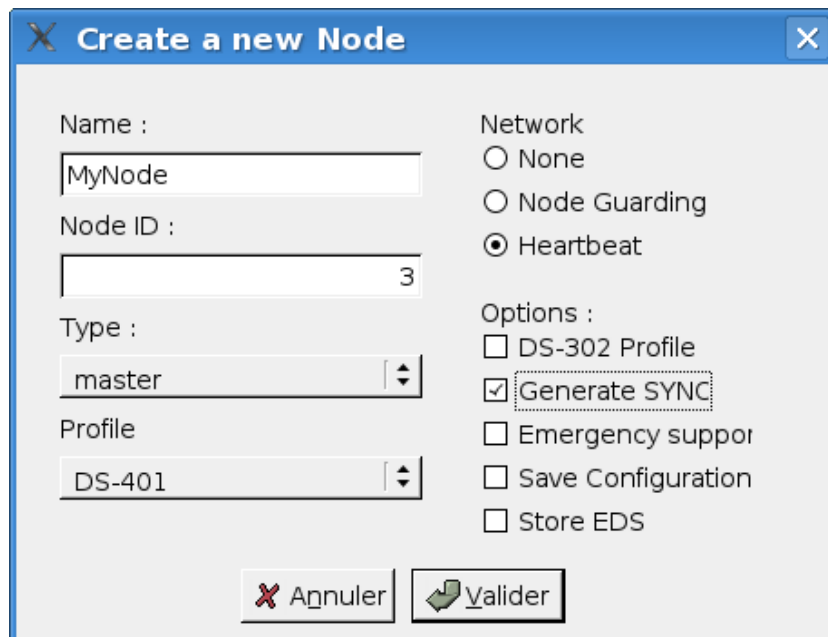 Create a new Node
Name :
MyNode
Node ID :
3
Type :
master
Profile
DS-401
Network
None
Node Guarding
Heartbeat
Options :
DS-302 Profile
Generate SYNC
Emergency suppor
Save Configuration
Store EDS
Annuler
Valider